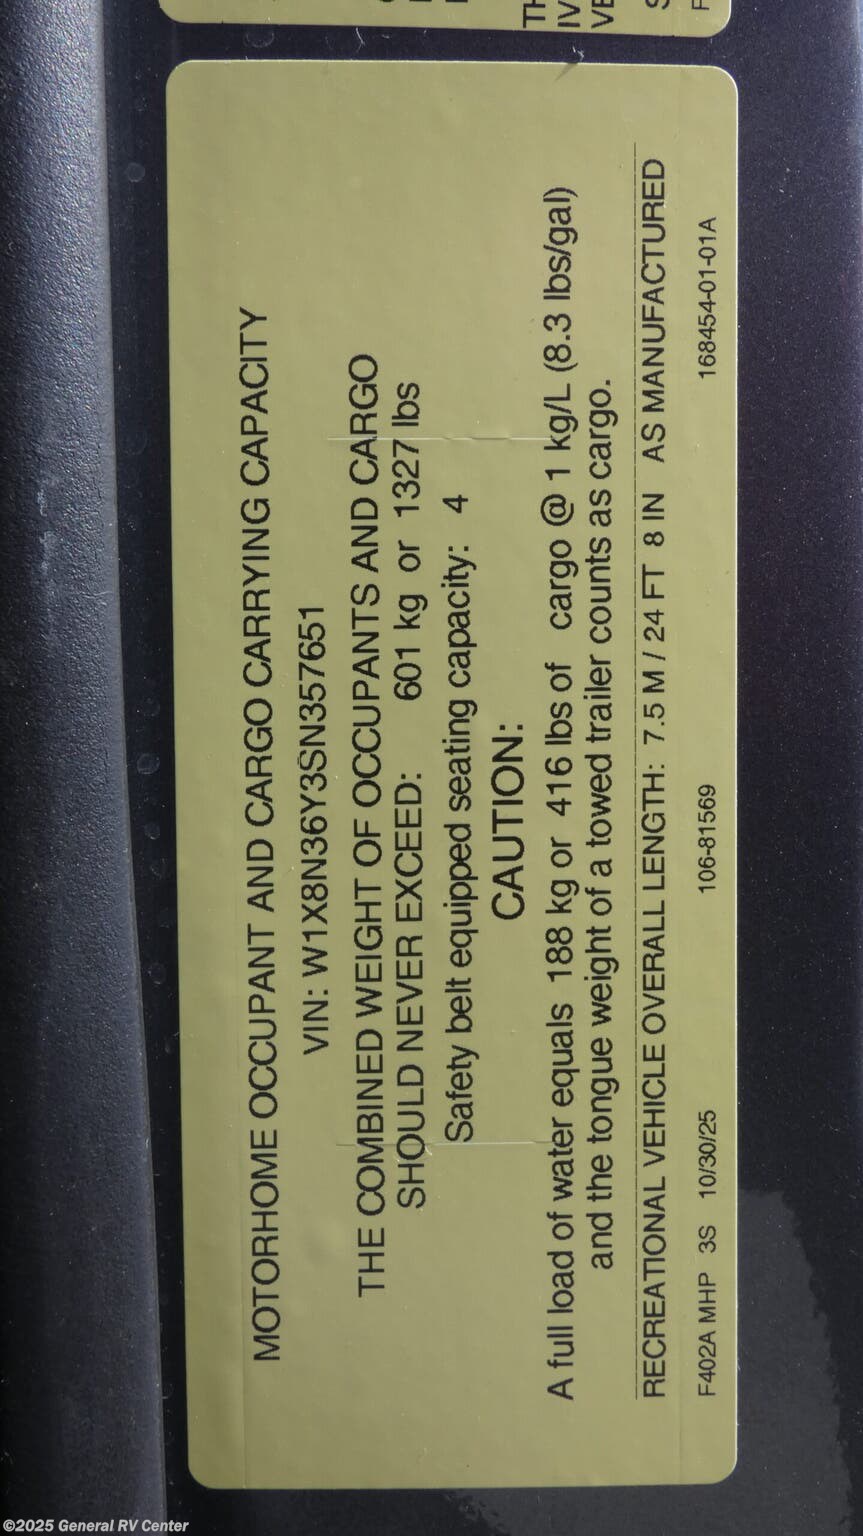 MOTORHOME OCCUPANT AND CARGO CARRYING CAPACITY
VIN: W1X8N36Y3SN357651
THE COMBINED WEIGHT OF OCCUPANTS AND CARGO
SHOULD NEVER EXCEED: 601 kg or 1327 lbs
Safety belt equipped seating capacity: 4
CAUTION:
A full load of water equals 188 kg or 416 lbs of cargo @ 1 kg/L (8.3 lbs/gal)
and the tongue weight of a towed trailer counts as cargo.
RECREATIONAL VEHICLE OVERALL LENGTH: 7.5 M / 24 FT 8 IN AS MANUFACTURED
F402A MHP 3S 10/30/25 106-81569 168454-01-01A
©2025 General RV Center